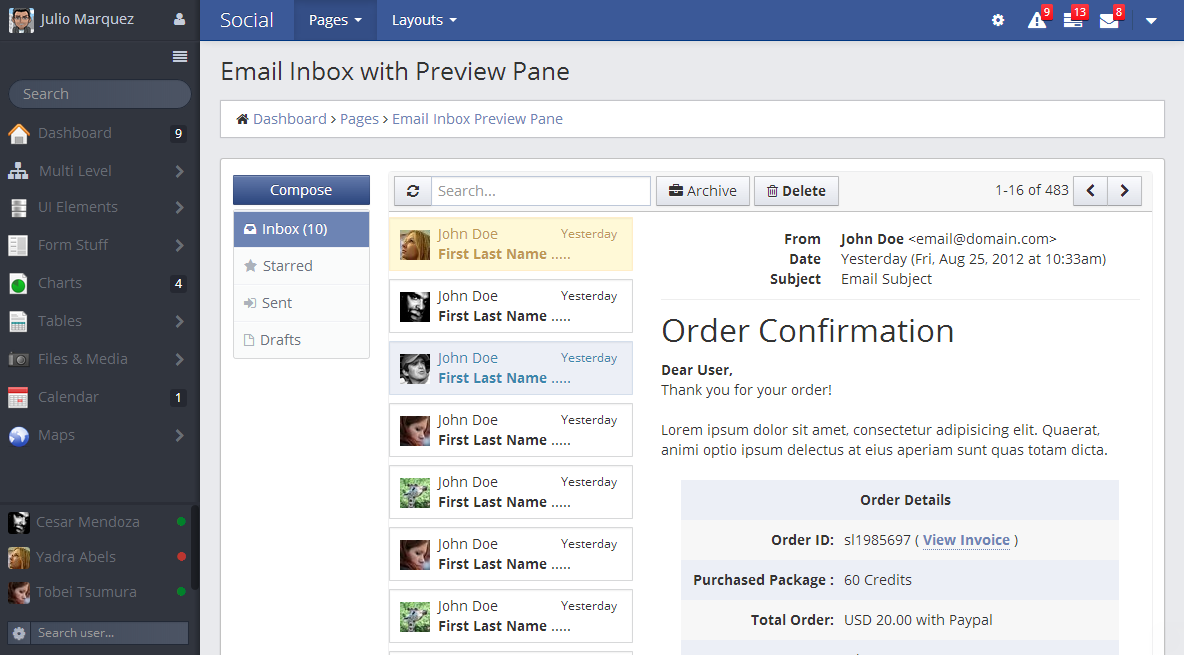 Julio Marquez
Search
Dashboard 9
Multi Level
UI Elements
Form Stuff
Charts 4
Tables
Files & Media
Calendar 1
Maps
Cesar Mendoza
Yadra Abels
Tobei Tsumura
Search user...
Social Pages Layouts 9 13 8
Email Inbox with Preview Pane
Dashboard › Pages › Email Inbox Preview Pane
Compose
Inbox (10)
Starred
Sent
Drafts
Search... Archive Delete 1-16 of 483
John Doe Yesterday
First Last Name .....
John Doe Yesterday
First Last Name .....
John Doe Yesterday
First Last Name .....
John Doe Yesterday
First Last Name .....
John Doe Yesterday
First Last Name .....
John Doe Yesterday
First Last Name .....
John Doe Yesterday
First Last Name .....
From John Doe <email@domain.com>
Date Yesterday (Fri, Aug 25, 2012 at 10:33am)
Subject Email Subject
Order Confirmation
Dear User,
Thank you for your order!
Lorem ipsum dolor sit amet, consectetur adipisicing elit. Quaerat,
animi optio ipsum delectus at eius aperiam sunt quas totam dicta.
Order Details
Order ID: sl1985697 ( View Invoice )
Purchased Package : 60 Credits
Total Order: USD 20.00 with Paypal